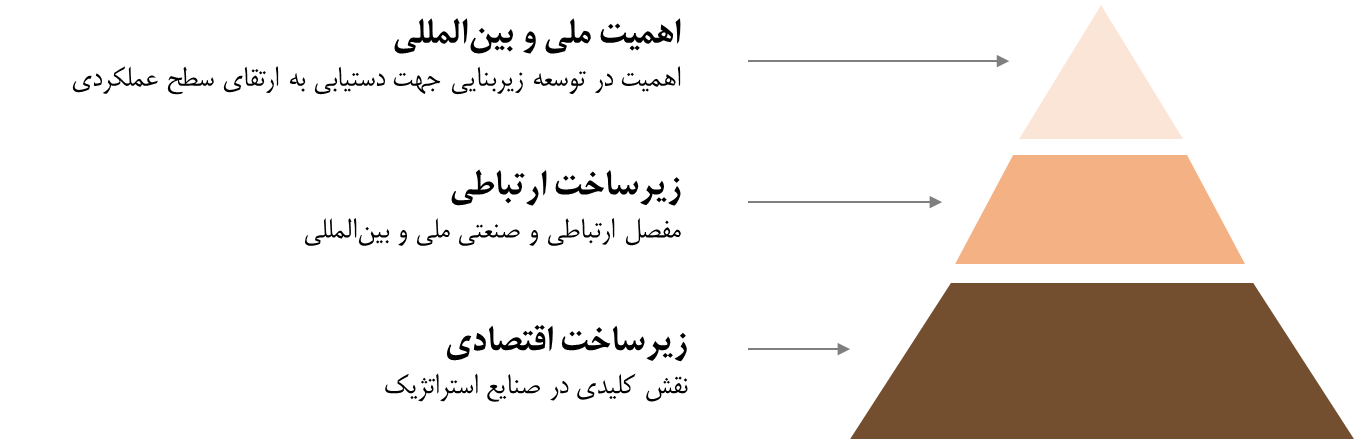 اهمیت ملی و بین‌المللی
اهمیت در توسعه زیربنایی جهت دستیابی به ارتقای سطح عملکردی
زیرساخت ارتباطی
مفصل ارتباطی و صنعتی ملی و بین‌المللی
زیرساخت اقتصادی
نقش کلیدی در صنایع استراتژیک